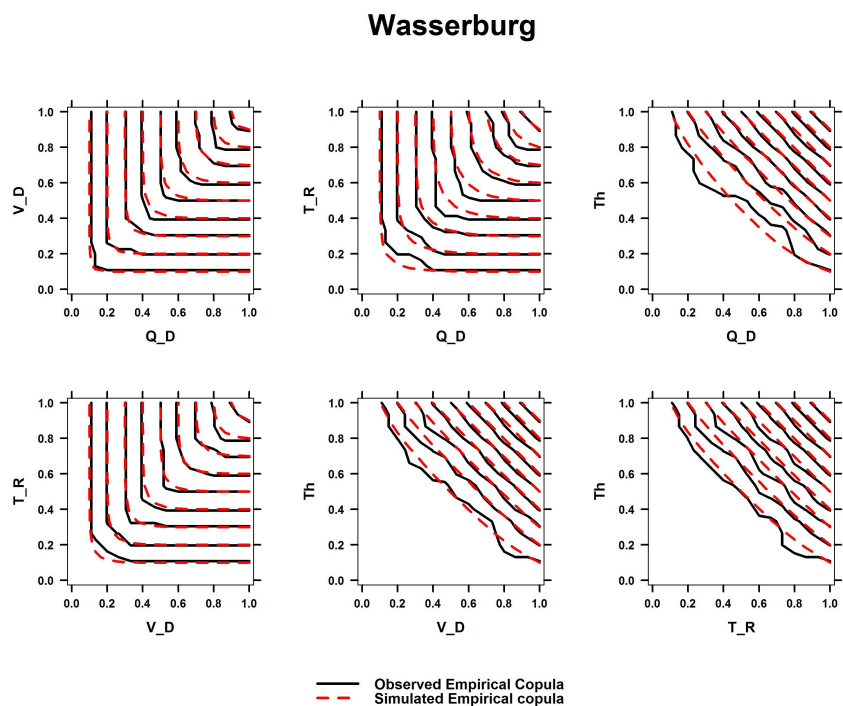 Wasserburg
1.0 1.0 1.0
0.8 0.8 0.8
0.6 0.6 0.6
V_D T_R Th
0.4 0.4 0.4
0.2 0.2 0.2
0.0 0.0 0.0
0.0 0.2 0.4 0.6 0.8 1.0 0.0 0.2 0.4 0.6 0.8 1.0 0.0 0.2 0.4 0.6 0.8 1.0
Q_D Q_D Q_D
1.0 1.0 1.0
0.8 0.8 0.8
0.6 0.6 0.6
T_R Th Th
0.4 0.4 0.4
0.2 0.2 0.2
0.0 0.0 0.0
0.0 0.2 0.4 0.6 0.8 1.0 0.0 0.2 0.4 0.6 0.8 1.0 0.0 0.2 0.4 0.6 0.8 1.0
V_D V_D T_R
Observed Empirical Copula
Simulated Empirical copula